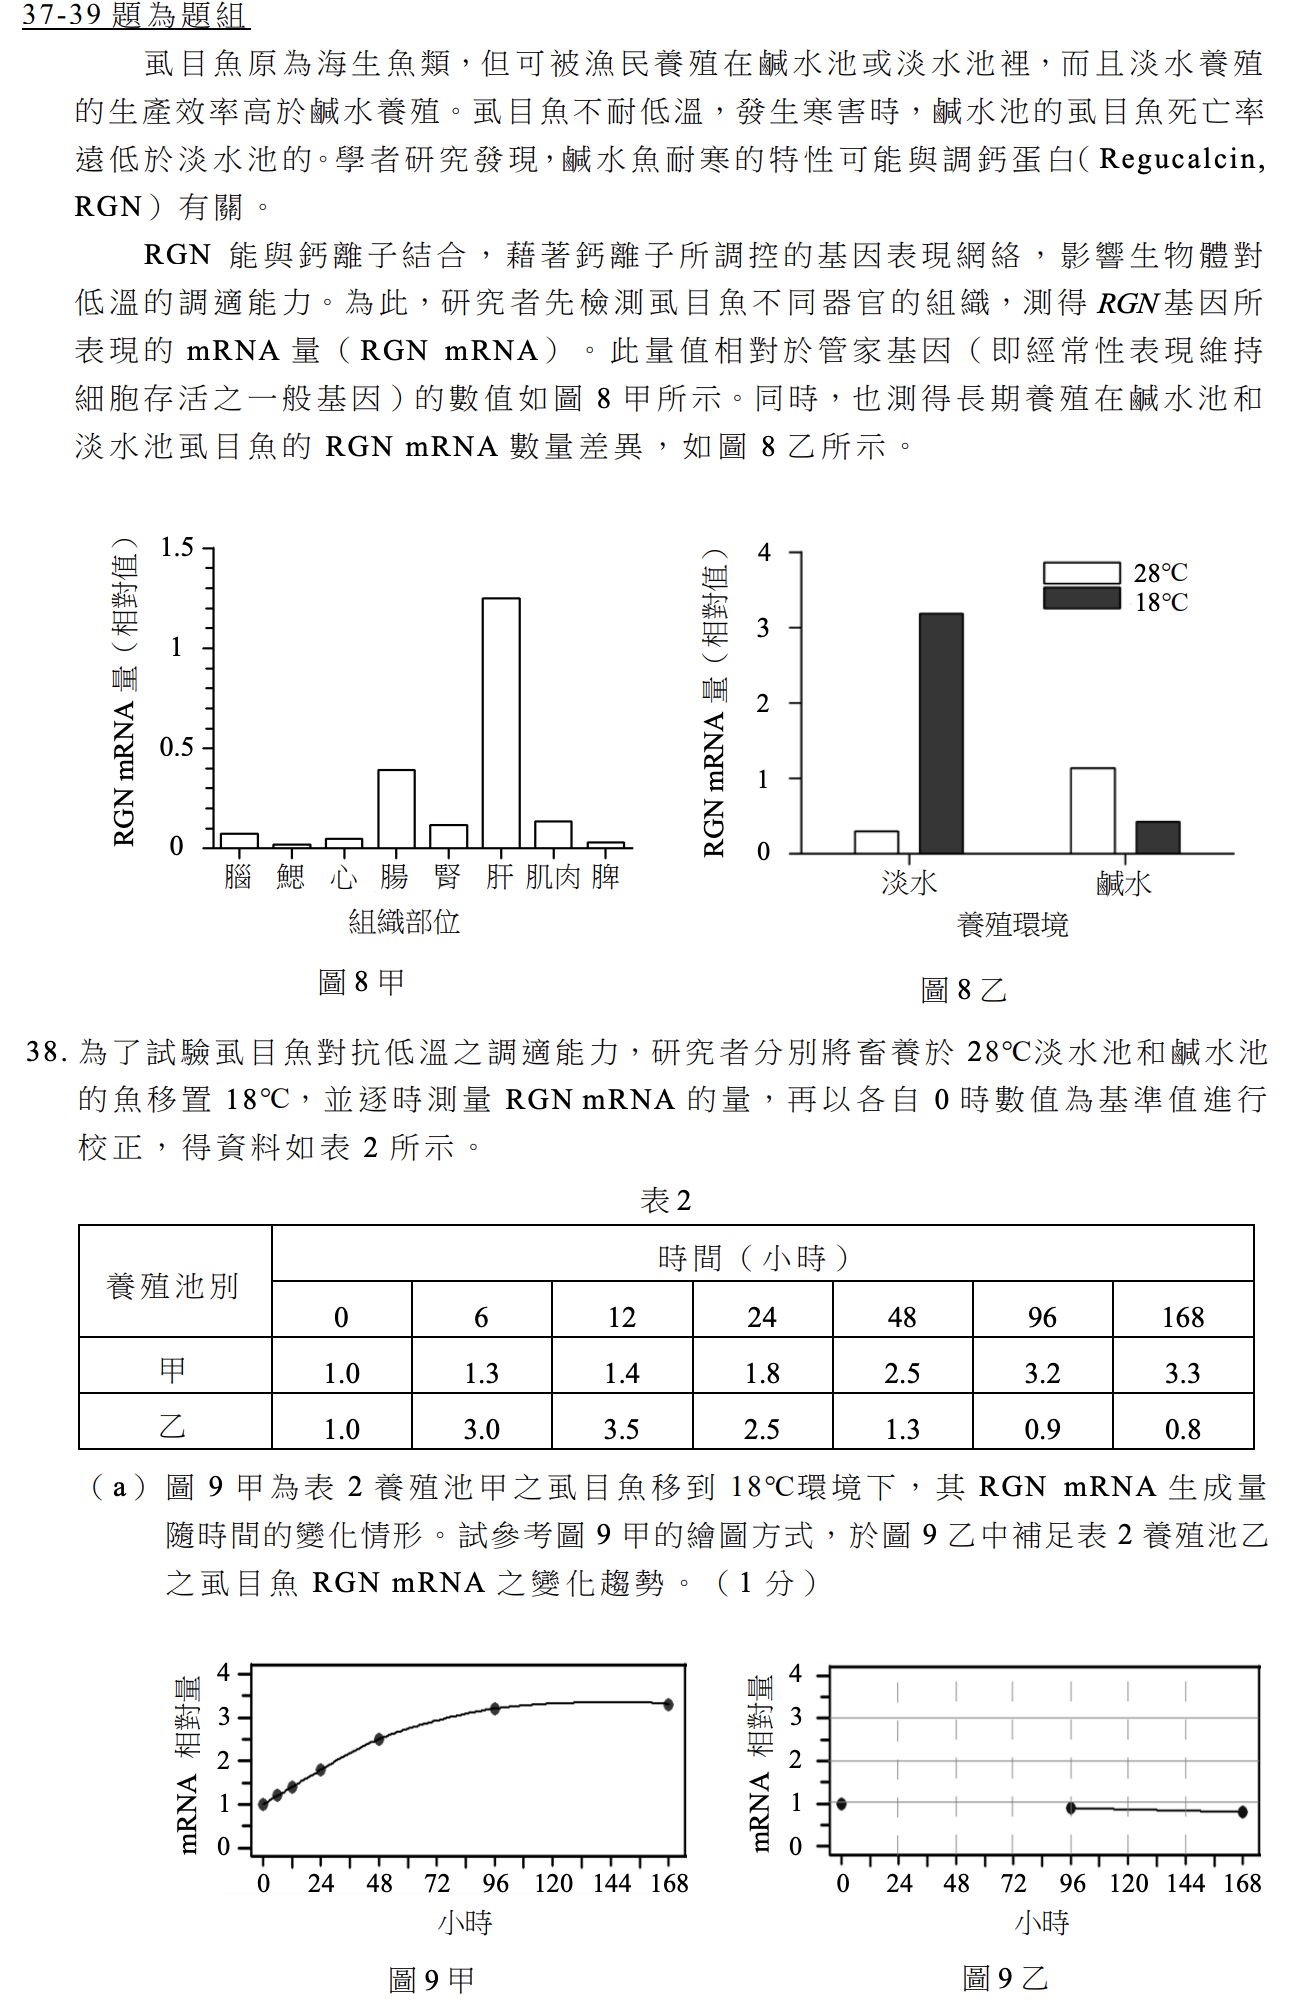 37-39 題為題組
虱目魚原為海生魚類，但可被漁民養殖在鹹水池或淡水池裡，而且淡水養殖
的生產效率高於鹹水養殖。虱目魚不耐低溫，發生寒害時，鹹水池的虱目魚死亡率
遠低於淡水池的。學者研究發現，鹹水魚耐寒的特性可能與調鈣蛋白（Regucalcin,
RGN）有關。
RGN 能與鈣離子結合，藉著鈣離子所調控的基因表現網絡，影響生物體對
低溫的調適能力。為此，研究者先檢測虱目魚不同器官的組織，測得 RGN 基因所
表現的 mRNA 量（RGN mRNA）。此量值相對於管家基因（即經常性表現維持
細胞存活之一般基因）的數值如圖 8 甲所示。同時，也測得長期養殖在鹹水池和
淡水池虱目魚的 RGN mRNA 數量差異，如圖 8 乙所示。
RGN mRNA 量（相對值）
1.5
1
0.5
0
腦 鰓 心 腸 腎 肝 肌肉 脾
組織部位
圖 8 甲
RGN mRNA 量（相對值）
4
3
2
1
0
28℃
18℃
淡水 鹹水
養殖環境
圖 8 乙
38. 為了試驗虱目魚對抗低溫之調適能力，研究者分別將畜養於 28℃淡水池和鹹水池
的魚移置 18℃，並逐時測量 RGN mRNA 的量，再以各自 0 時數值為基準值進行
校正，得資料如表 2 所示。
表 2
養殖池別 時間（小時）
0 6 12 24 48 96 168
甲 1.0 1.3 1.4 1.8 2.5 3.2 3.3
乙 1.0 3.0 3.5 2.5 1.3 0.9 0.8
（a）圖 9 甲為表 2 養殖池甲之虱目魚移到 18℃環境下，其 RGN mRNA 生成量
隨時間的變化情形。試參考圖 9 甲的繪圖方式，於圖 9 乙中補足表 2 養殖池乙
之虱目魚 RGN mRNA 之變化趨勢。（1 分）
mRNA 相對量
4
3
2
1
0
0 24 48 72 96 120 144 168
小時
圖 9 甲
mRNA 相對量
4
3
2
1
0
0 24 48 72 96 120 144 168
小時
圖 9 乙